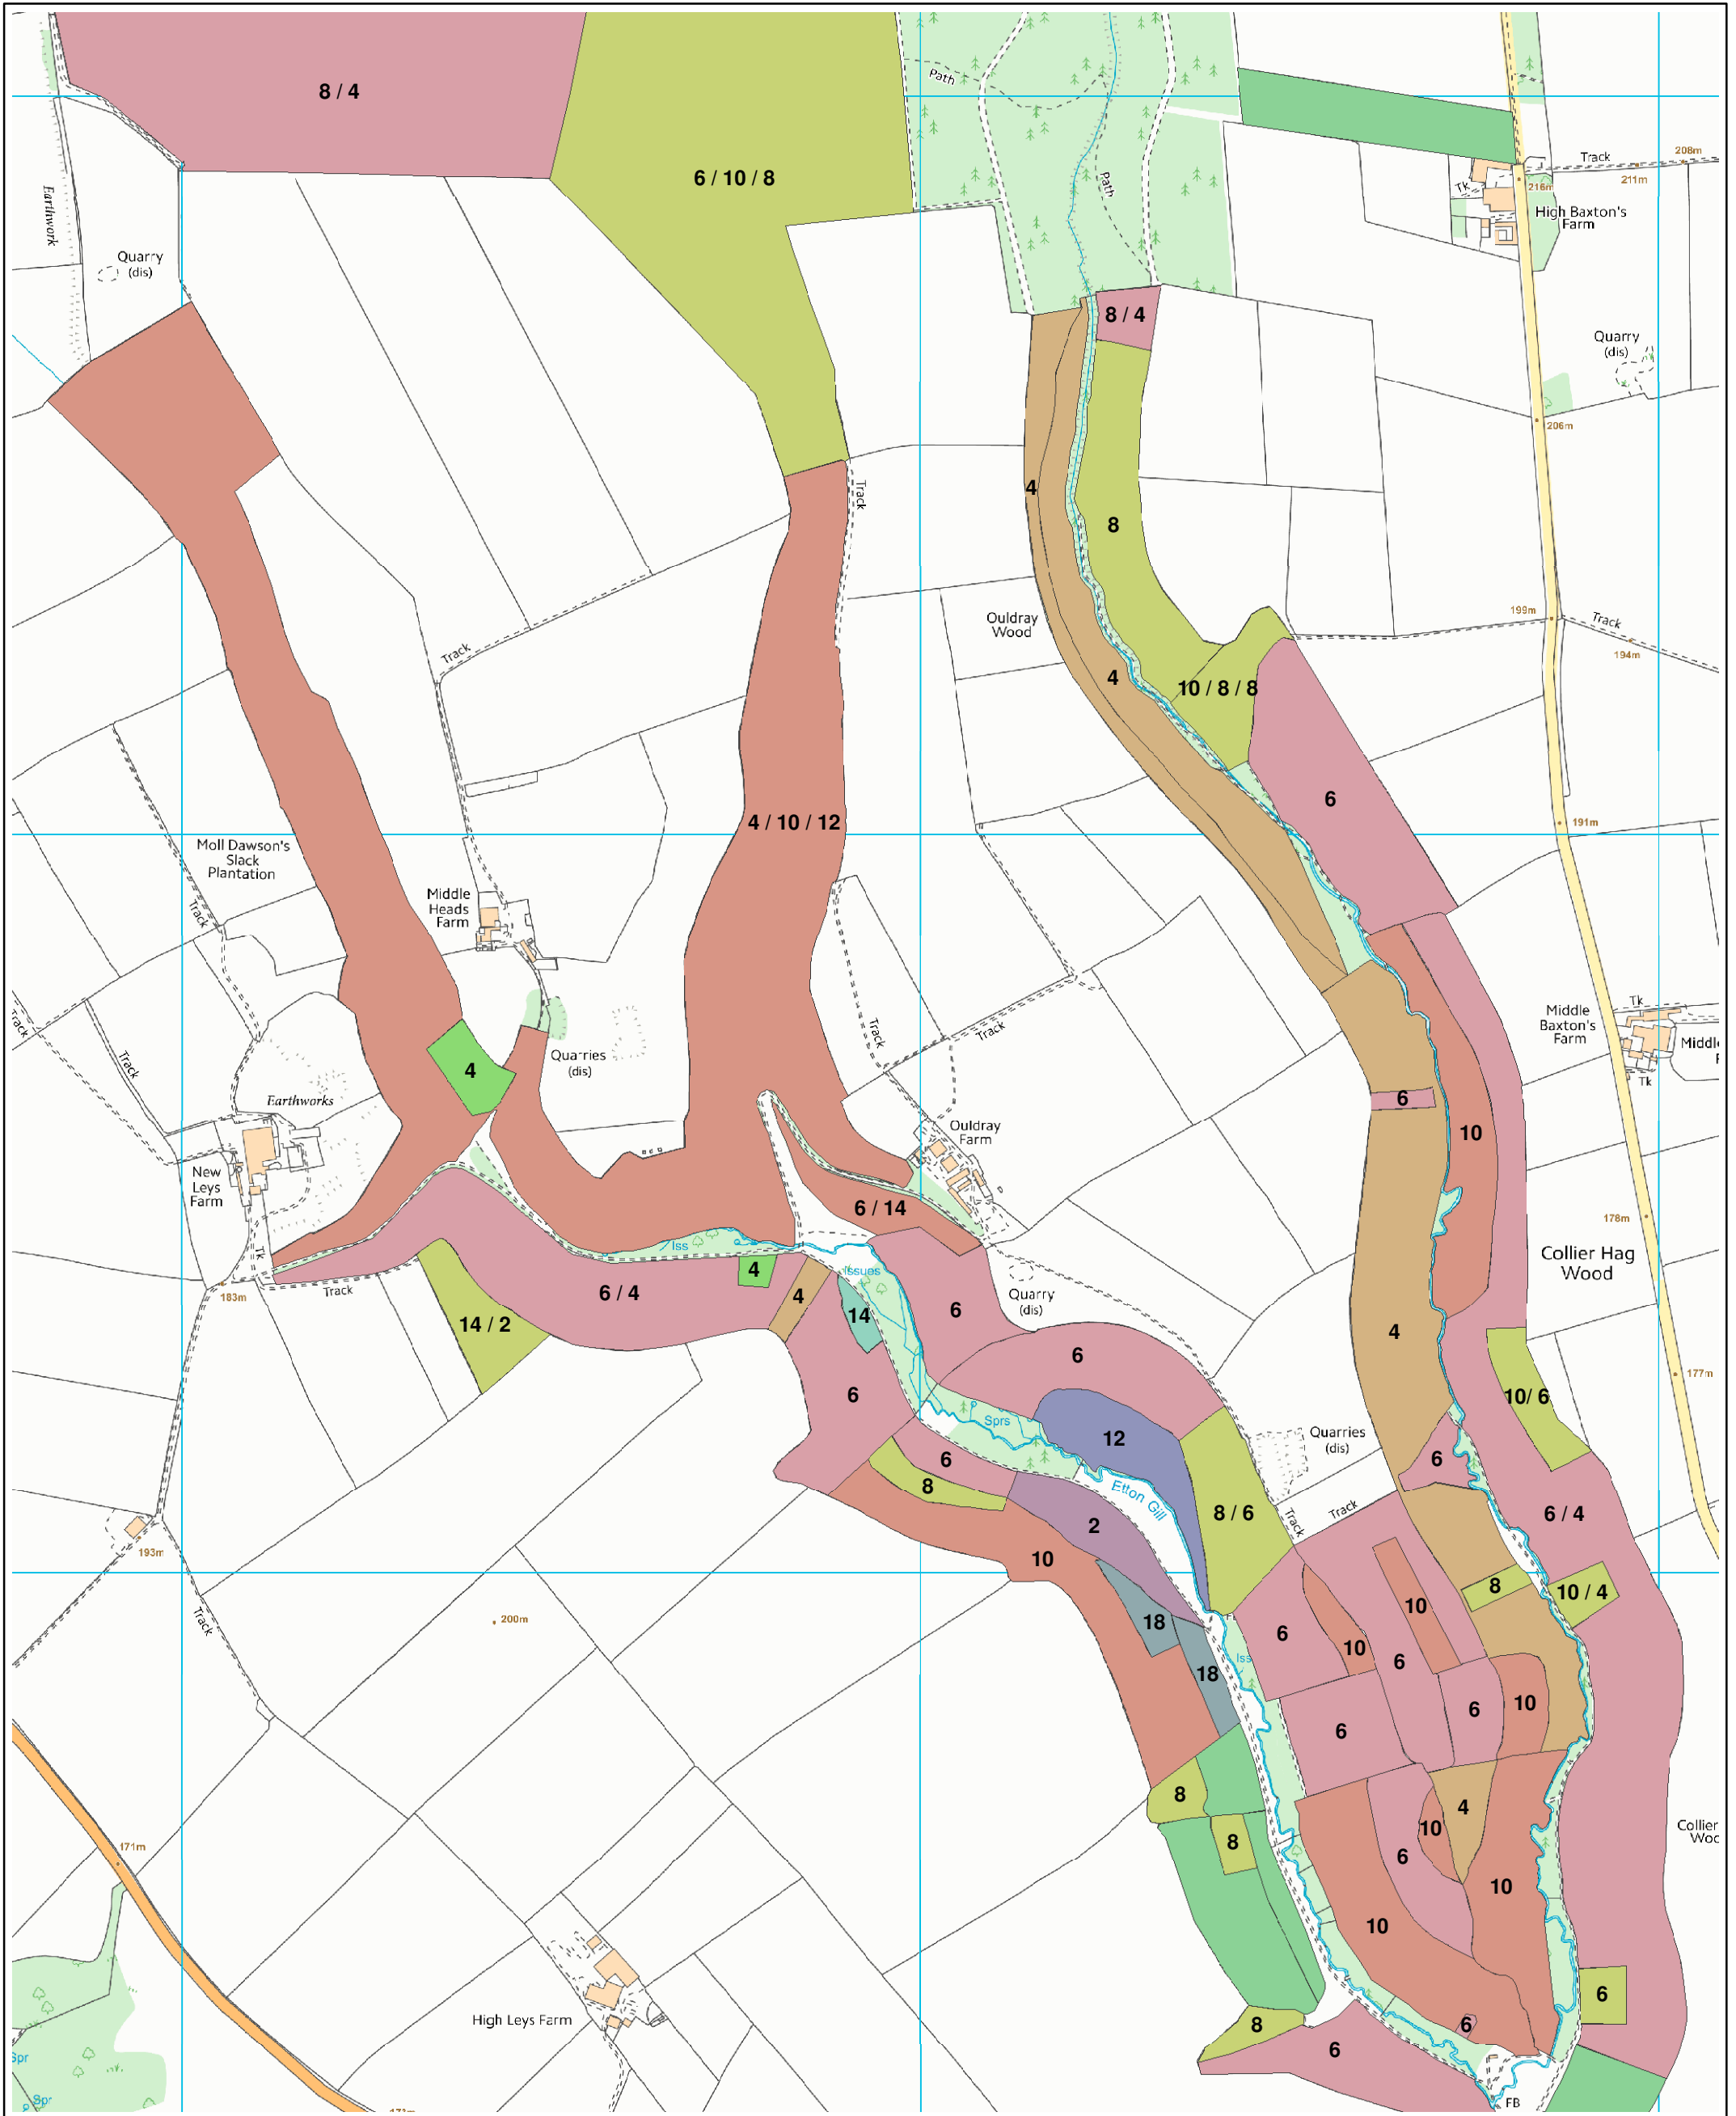 8 / 4
Path
6 / 10 / 8
Path
Track
208m
211m
216m
Tk
High Baxton's
Farm
Earthwork
Quarry
(dis)
8 / 4
Quarry
(dis)
206m
4
Track
8
Ouldray
Wood
199m
Track
194m
Track
4
10 / 8 / 8
6
4 / 10 / 12
191m
Moll Dawson's
Slack
Plantation
Track
Middle
Heads
Farm
Track
Track
Track
Track
Track
Quarries
(dis)
4
Earthworks
Middle
Baxton's
Farm
Tk
Middle
Tk
6
10
Ouldray
Farm
New
Leys
Farm
6 / 14
178m
Tk
Iss
Issues
4
Collier Hag
Wood
183m
Track
6 / 4
4
14
6
Quarry
(dis)
14 / 2
4
6
6
177m
10/ 6
Sprs
12
Quarries
(dis)
6
6
8
Etton Gill
2
8 / 6
Track
Track
6 / 4
193m
10
8
10 / 4
Track
200m
18
6
10
10
6
18
Iss
6
10
6
8
4
10
171m
8
6
10
Collier
10
High Leys Farm
6
8
6
6
Spr
Spr
FB